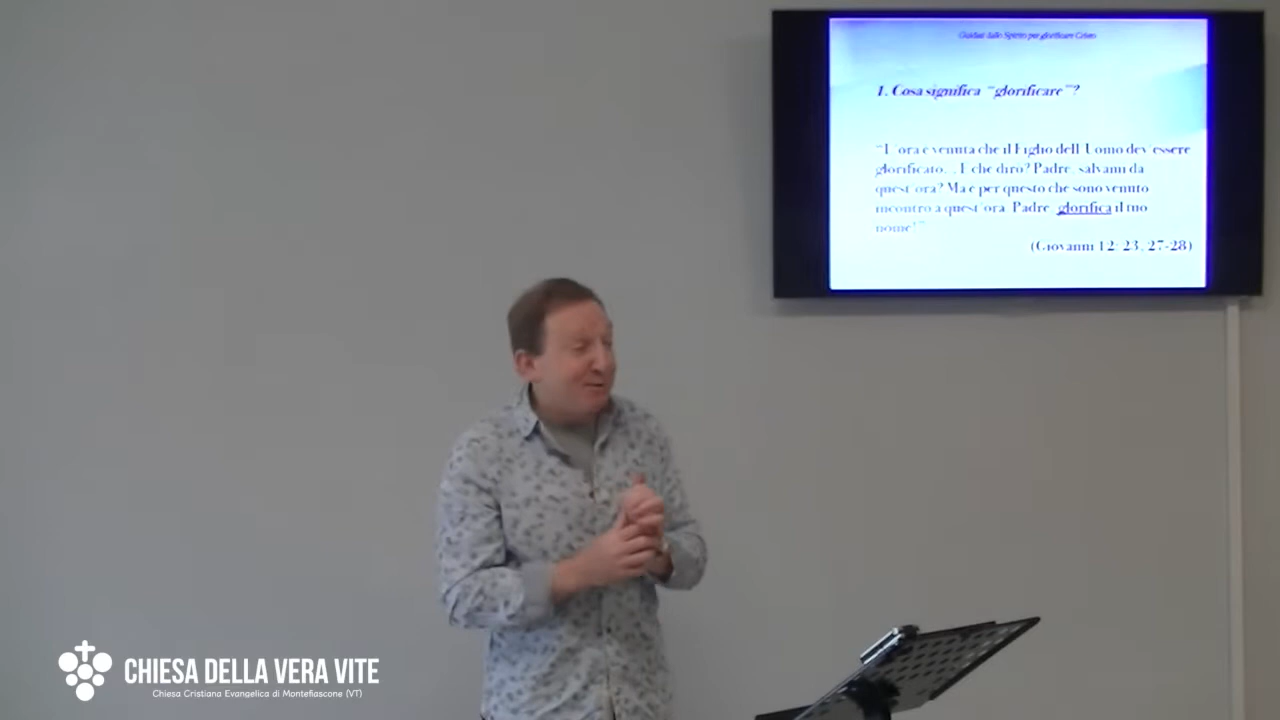 Guidati dallo Spirito per glorificare Cristo
1. Cosa significa “glorificare”?
“L'ora è venuta che il Figlio dell'Uomo dev'essere
glorificato... E che dirò? Padre, salvami da
quest'ora? Ma è per questo che sono venuto
incontro a quest'ora. Padre, glorifica il tuo
nome!”
(Giovanni 12: 23, 27-28)
CHIESA DELLA VERA VITE
Chiesa Cristiana Evangelica di Montefiascone (VT)